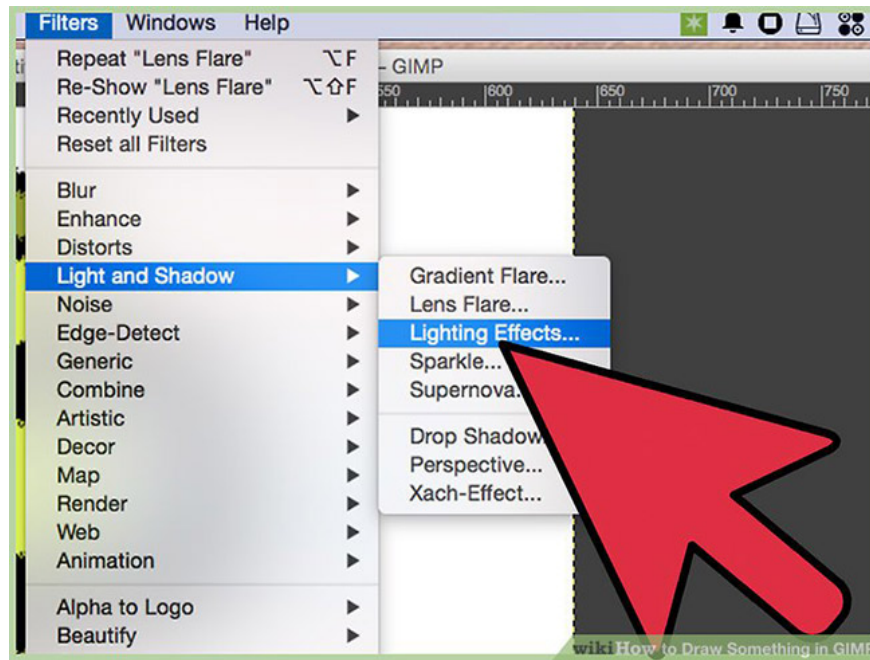 Filters Windows Help
Repeat "Lens Flare" ⌥F
Re-Show "Lens Flare" ⌥⇧F
Recently Used
Reset all Filters
Blur
Enhance
Distorts
Light and Shadow
Noise
Edge-Detect
Generic
Combine
Artistic
Decor
Map
Render
Web
Animation
Alpha to Logo
Beautify
– GIMP
550 600 650 700 750
Gradient Flare...
Lens Flare...
Lighting Effects...
Sparkle...
Supernova.
Drop Shadow
Perspective...
Xach-Effect...
wikiHow to Draw Something in GIMP